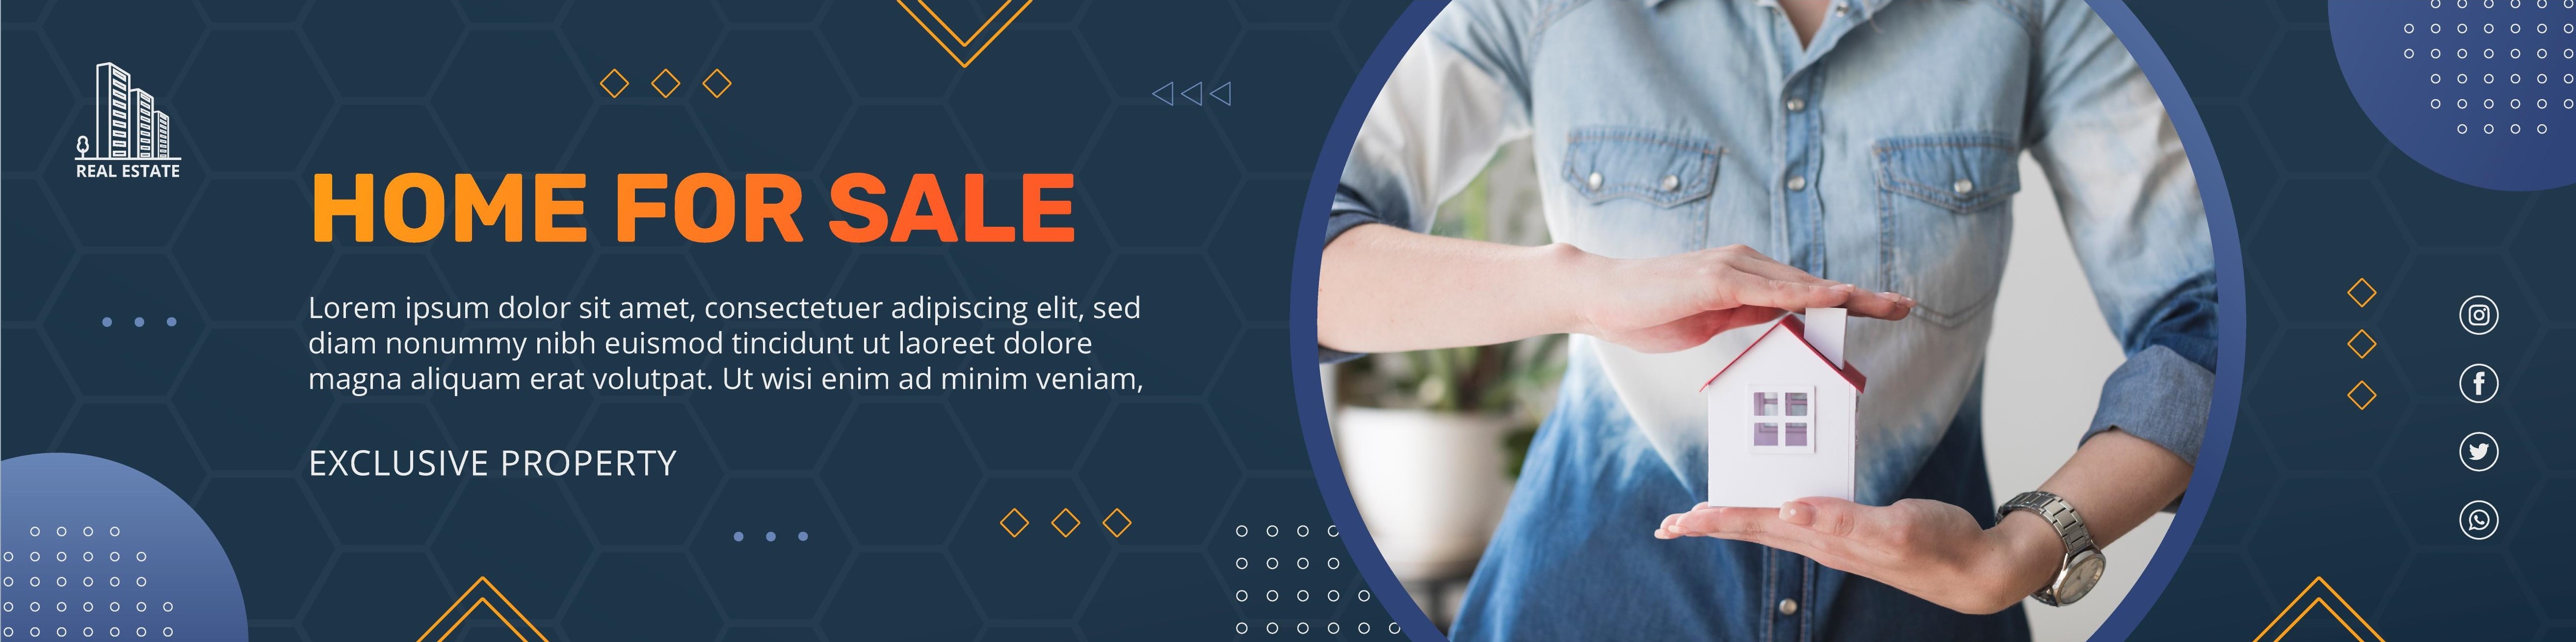 REAL ESTATE
HOME FOR SALE
Lorem ipsum dolor sit amet, consectetuer adipiscing elit, sed
diam nonummy nibh euismod tincidunt ut laoreet dolore
magna aliquam erat volutpat. Ut wisi enim ad minim veniam,
EXCLUSIVE PROPERTY